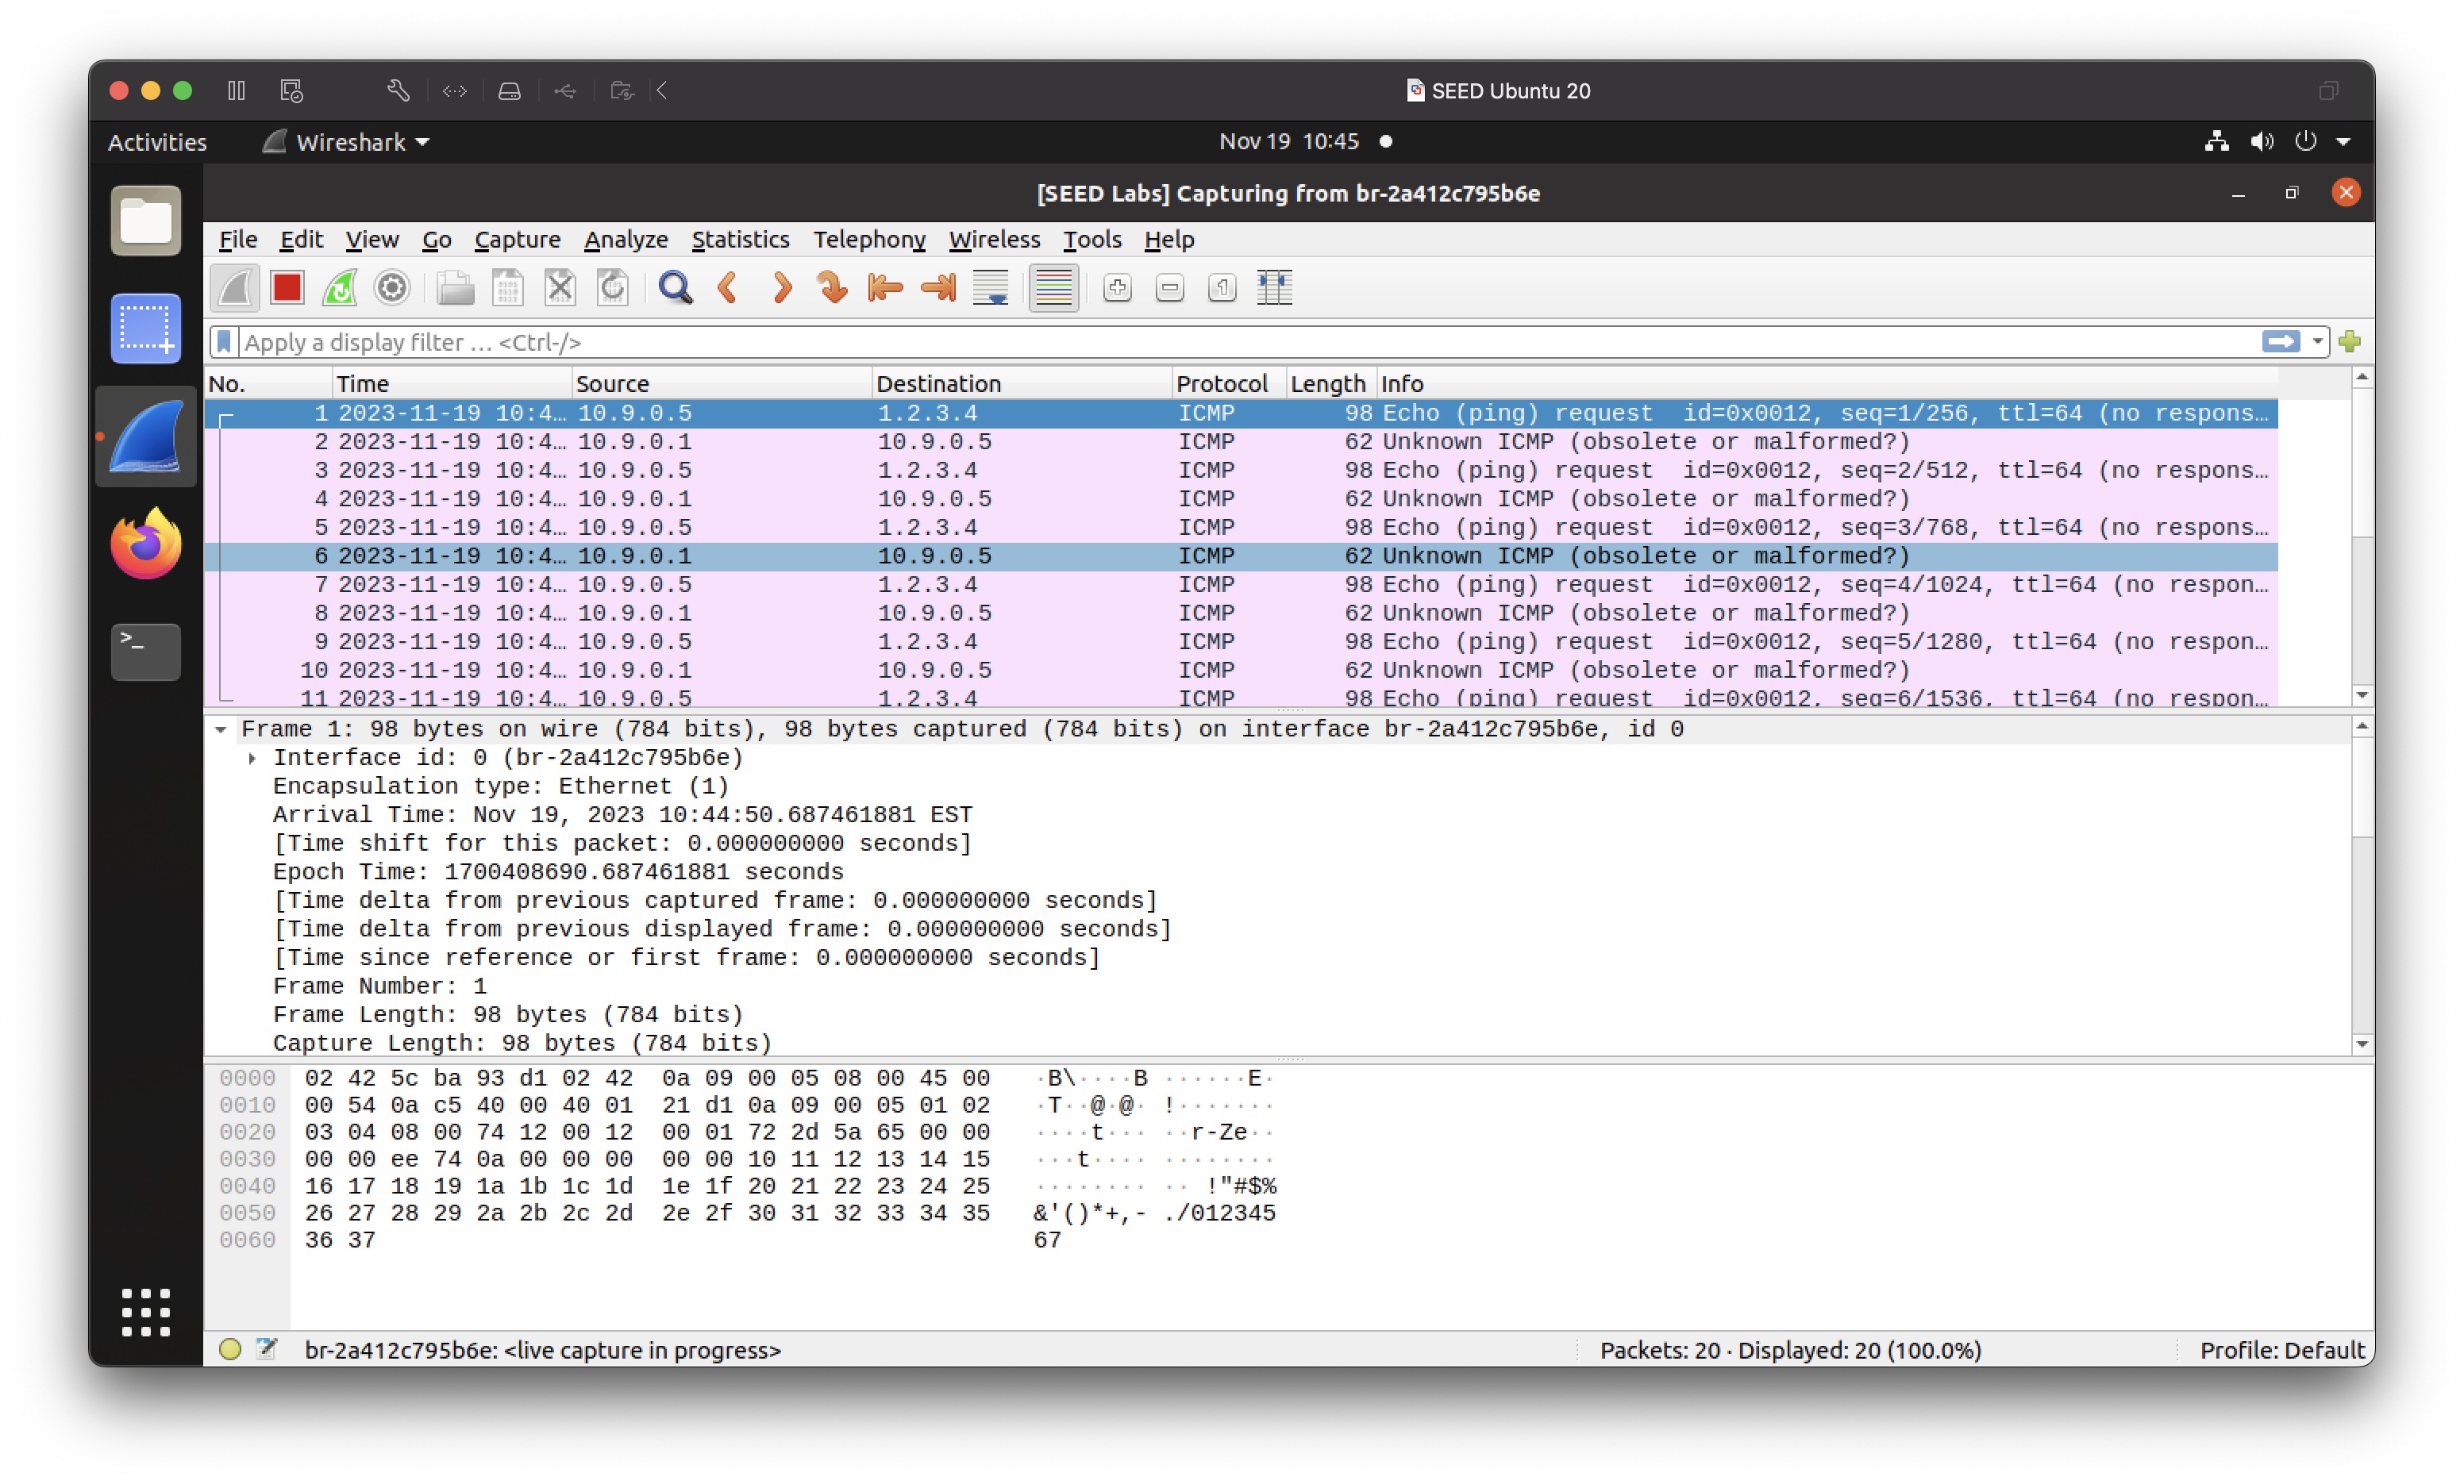 SEED Ubuntu 20
Activities Wireshark Nov 19 10:45
[SEED Labs] Capturing from br-2a412c795b6e
File Edit View Go Capture Analyze Statistics Telephony Wireless Tools Help
Apply a display filter … <Ctrl-/>
No. Time Source Destination Protocol Length Info
1 2023-11-19 10:4… 10.9.0.5 1.2.3.4 ICMP 98 Echo (ping) request id=0x0012, seq=1/256, ttl=64 (no respons…
2 2023-11-19 10:4… 10.9.0.1 10.9.0.5 ICMP 62 Unknown ICMP (obsolete or malformed?)
3 2023-11-19 10:4… 10.9.0.5 1.2.3.4 ICMP 98 Echo (ping) request id=0x0012, seq=2/512, ttl=64 (no respons…
4 2023-11-19 10:4… 10.9.0.1 10.9.0.5 ICMP 62 Unknown ICMP (obsolete or malformed?)
5 2023-11-19 10:4… 10.9.0.5 1.2.3.4 ICMP 98 Echo (ping) request id=0x0012, seq=3/768, ttl=64 (no respons…
6 2023-11-19 10:4… 10.9.0.1 10.9.0.5 ICMP 62 Unknown ICMP (obsolete or malformed?)
7 2023-11-19 10:4… 10.9.0.5 1.2.3.4 ICMP 98 Echo (ping) request id=0x0012, seq=4/1024, ttl=64 (no respon…
8 2023-11-19 10:4… 10.9.0.1 10.9.0.5 ICMP 62 Unknown ICMP (obsolete or malformed?)
9 2023-11-19 10:4… 10.9.0.5 1.2.3.4 ICMP 98 Echo (ping) request id=0x0012, seq=5/1280, ttl=64 (no respon…
10 2023-11-19 10:4… 10.9.0.1 10.9.0.5 ICMP 62 Unknown ICMP (obsolete or malformed?)
11 2023-11-19 10:4… 10.9.0.5 1.2.3.4 ICMP 98 Echo (ping) request id=0x0012, seq=6/1536, ttl=64 (no respon…
Frame 1: 98 bytes on wire (784 bits), 98 bytes captured (784 bits) on interface br-2a412c795b6e, id 0
Interface id: 0 (br-2a412c795b6e)
Encapsulation type: Ethernet (1)
Arrival Time: Nov 19, 2023 10:44:50.687461881 EST
[Time shift for this packet: 0.000000000 seconds]
Epoch Time: 1700408690.687461881 seconds
[Time delta from previous captured frame: 0.000000000 seconds]
[Time delta from previous displayed frame: 0.000000000 seconds]
[Time since reference or first frame: 0.000000000 seconds]
Frame Number: 1
Frame Length: 98 bytes (784 bits)
Capture Length: 98 bytes (784 bits)
0000 02 42 5c ba 93 d1 02 42 0a 09 00 05 08 00 45 00 ·B\····B ······E·
0010 00 54 0a c5 40 00 40 01 21 d1 0a 09 00 05 01 02 ·T··@·@· !·······
0020 03 04 08 00 74 12 00 12 00 01 72 2d 5a 65 00 00 ····t··· ··r-Ze··
0030 00 00 ee 74 0a 00 00 00 00 00 10 11 12 13 14 15 ···t···· ········
0040 16 17 18 19 1a 1b 1c 1d 1e 1f 20 21 22 23 24 25 ········ ·· !"#$%
0050 26 27 28 29 2a 2b 2c 2d 2e 2f 30 31 32 33 34 35 &'()*+,- ./012345
0060 36 37 67
br-2a412c795b6e: <live capture in progress> Packets: 20 · Displayed: 20 (100.0%) Profile: Default